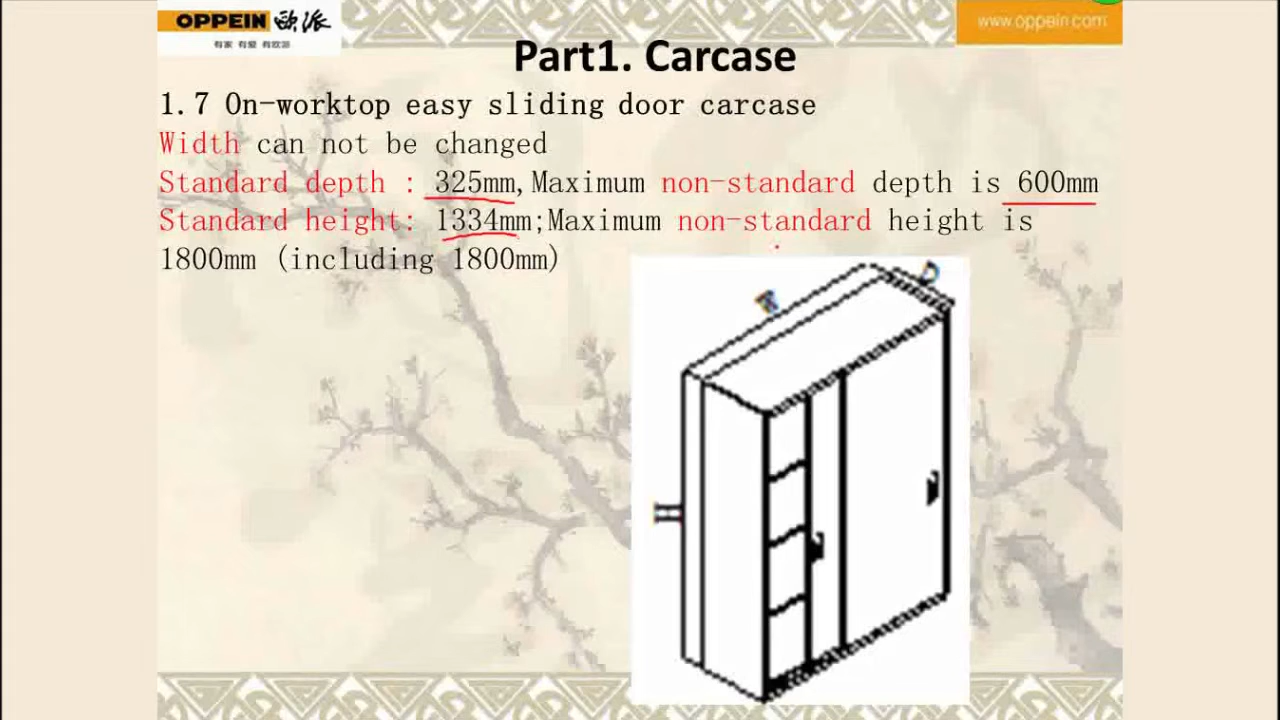 OPPEIN 欧派
有家 有爱 有欧派
www.oppein.com
Part1. Carcase
1.7 On-worktop easy sliding door carcase
Width can not be changed
Standard depth : 325mm,Maximum non-standard depth is 600mm
Standard height: 1334mm;Maximum non-standard height is
1800mm (including 1800mm)
W
D
H